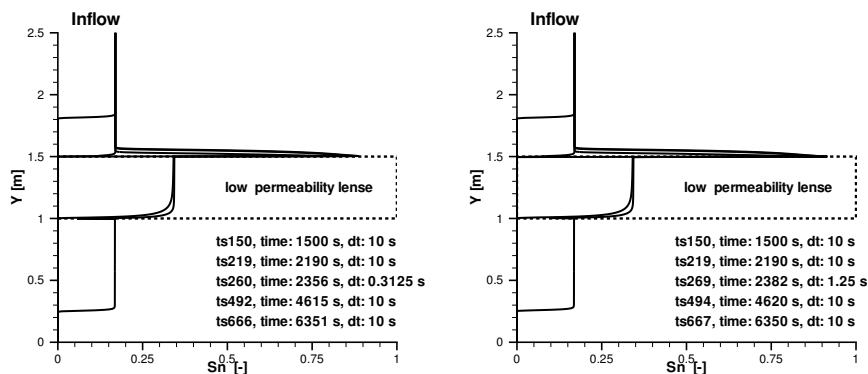 Inflow
2.5
2
1.5
1
0.5
0
Y [m]
low permeability lense
ts150, time: 1500 s, dt: 10 s
ts219, time: 2190 s, dt: 10 s
ts260, time: 2356 s, dt: 0.3125 s
ts492, time: 4615 s, dt: 10 s
ts666, time: 6351 s, dt: 10 s
0 0.25 0.5 0.75 1
Sn [-]
Inflow
2.5
2
1.5
1
0.5
0
Y [m]
low permeability lense
ts150, time: 1500 s, dt: 10 s
ts219, time: 2190 s, dt: 10 s
ts269, time: 2382 s, dt: 1.25 s
ts494, time: 4620 s, dt: 10 s
ts667, time: 6350 s, dt: 10 s
0 0.25 0.5 0.75 1
Sn [-]